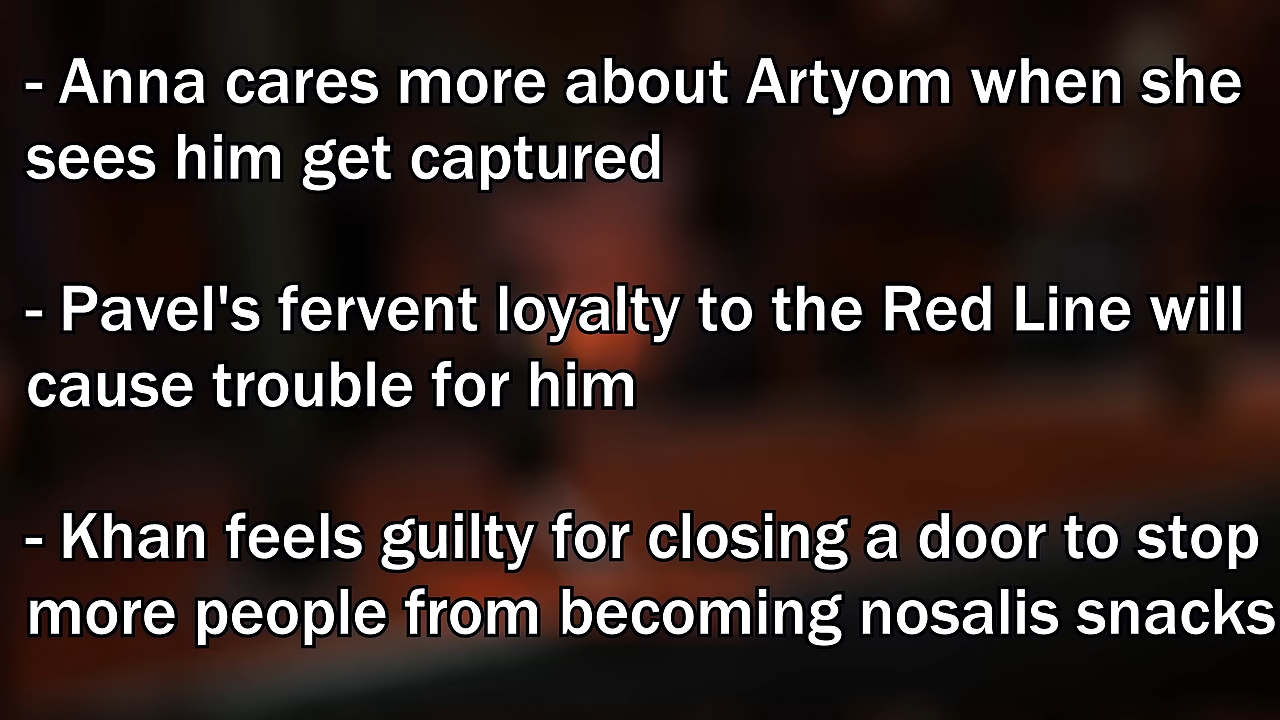 - Anna cares more about Artyom when she
sees him get captured
- Pavel's fervent loyalty to the Red Line will
cause trouble for him
- Khan feels guilty for closing a door to stop
more people from becoming nosalis snacks